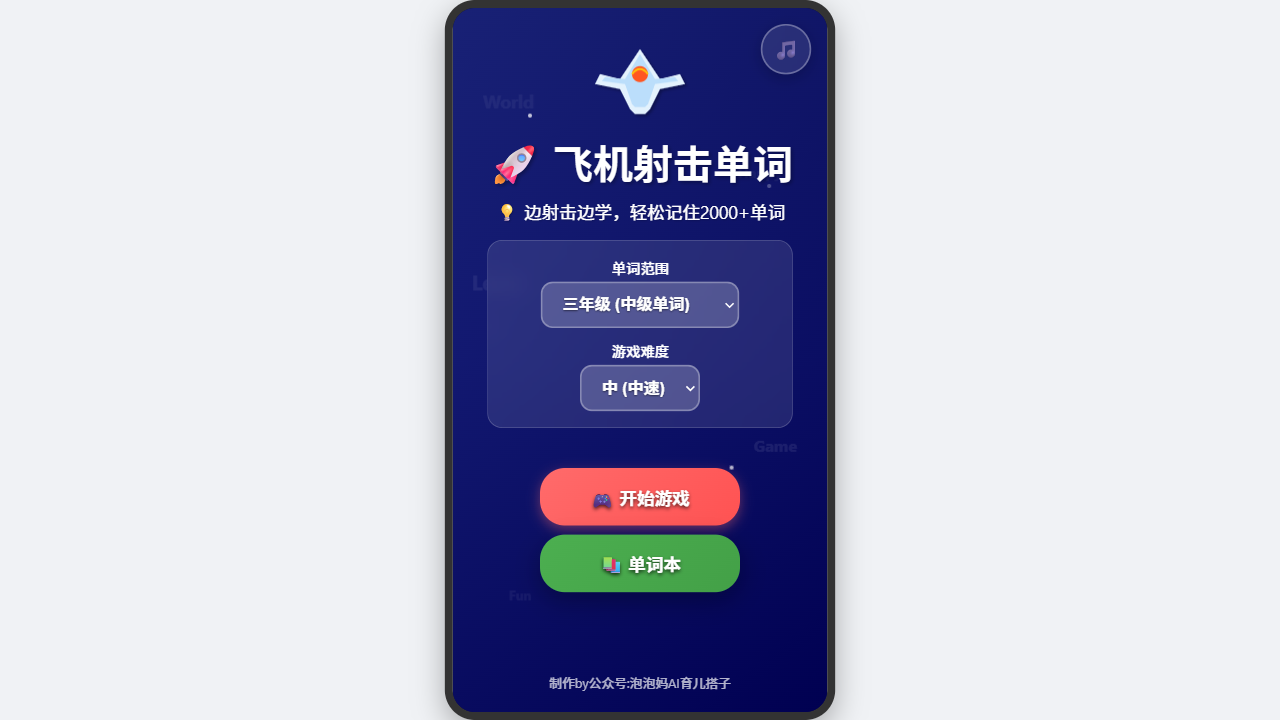 World
飞机射击单词
边射击边学，轻松记住2000+单词
单词范围
三年级 (中级单词)
游戏难度
中 (中速)
Game
开始游戏
单词本
Fun
制作by公众号:泡泡妈AI育儿搭子